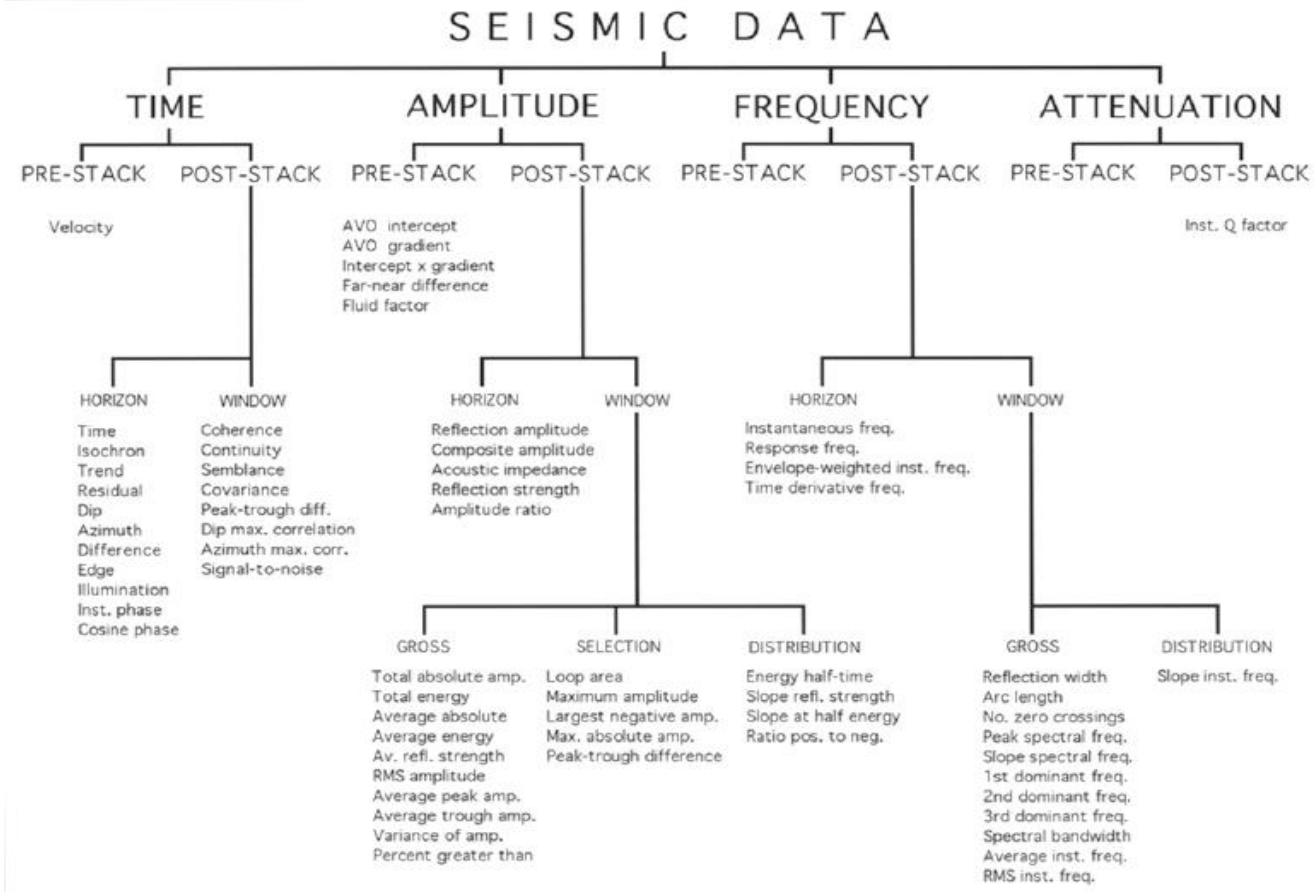 SEISMIC DATA
TIME
AMPLITUDE
FREQUENCY
ATTENUATION
PRE-STACK
POST-STACK
PRE-STACK
POST-STACK
PRE-STACK
POST-STACK
PRE-STACK
POST-STACK
Velocity
AVO intercept
AVO gradient
Intercept x gradient
Far-near difference
Fluid factor
Inst. Q factor
HORIZON
Time
Isochron
Trend
Residual
Dip
Azimuth
Difference
Edge
Illumination
Inst. phase
Cosine phase
WINDOW
Coherence
Continuity
Semblance
Covariance
Peak-trough diff.
Dip max. correlation
Azimuth max. corr.
Signal-to-noise
HORIZON
Reflection amplitude
Composite amplitude
Acoustic impedance
Reflection strength
Amplitude ratio
WINDOW
GROSS
Total absolute amp.
Total energy
Average absolute
Average energy
Av. refl. strength
RMS amplitude
Average peak amp.
Average trough amp.
Variance of amp.
Percent greater than
SELECTION
Loop area
Maximum amplitude
Largest negative amp.
Max. absolute amp.
Peak-trough difference
DISTRIBUTION
Energy half-time
Slope refl. strength
Slope at half energy
Ratio pos. to neg.
HORIZON
Instantaneous freq.
Response freq.
Envelope-weighted inst. freq.
Time derivative freq.
WINDOW
GROSS
Reflection width
Arc length
No. zero crossings
Peak spectral freq.
Slope spectral freq.
1st dominant freq.
2nd dominant freq.
3rd dominant freq.
Spectral bandwidth
Average inst. freq.
RMS inst. freq.
DISTRIBUTION
Slope inst. freq.